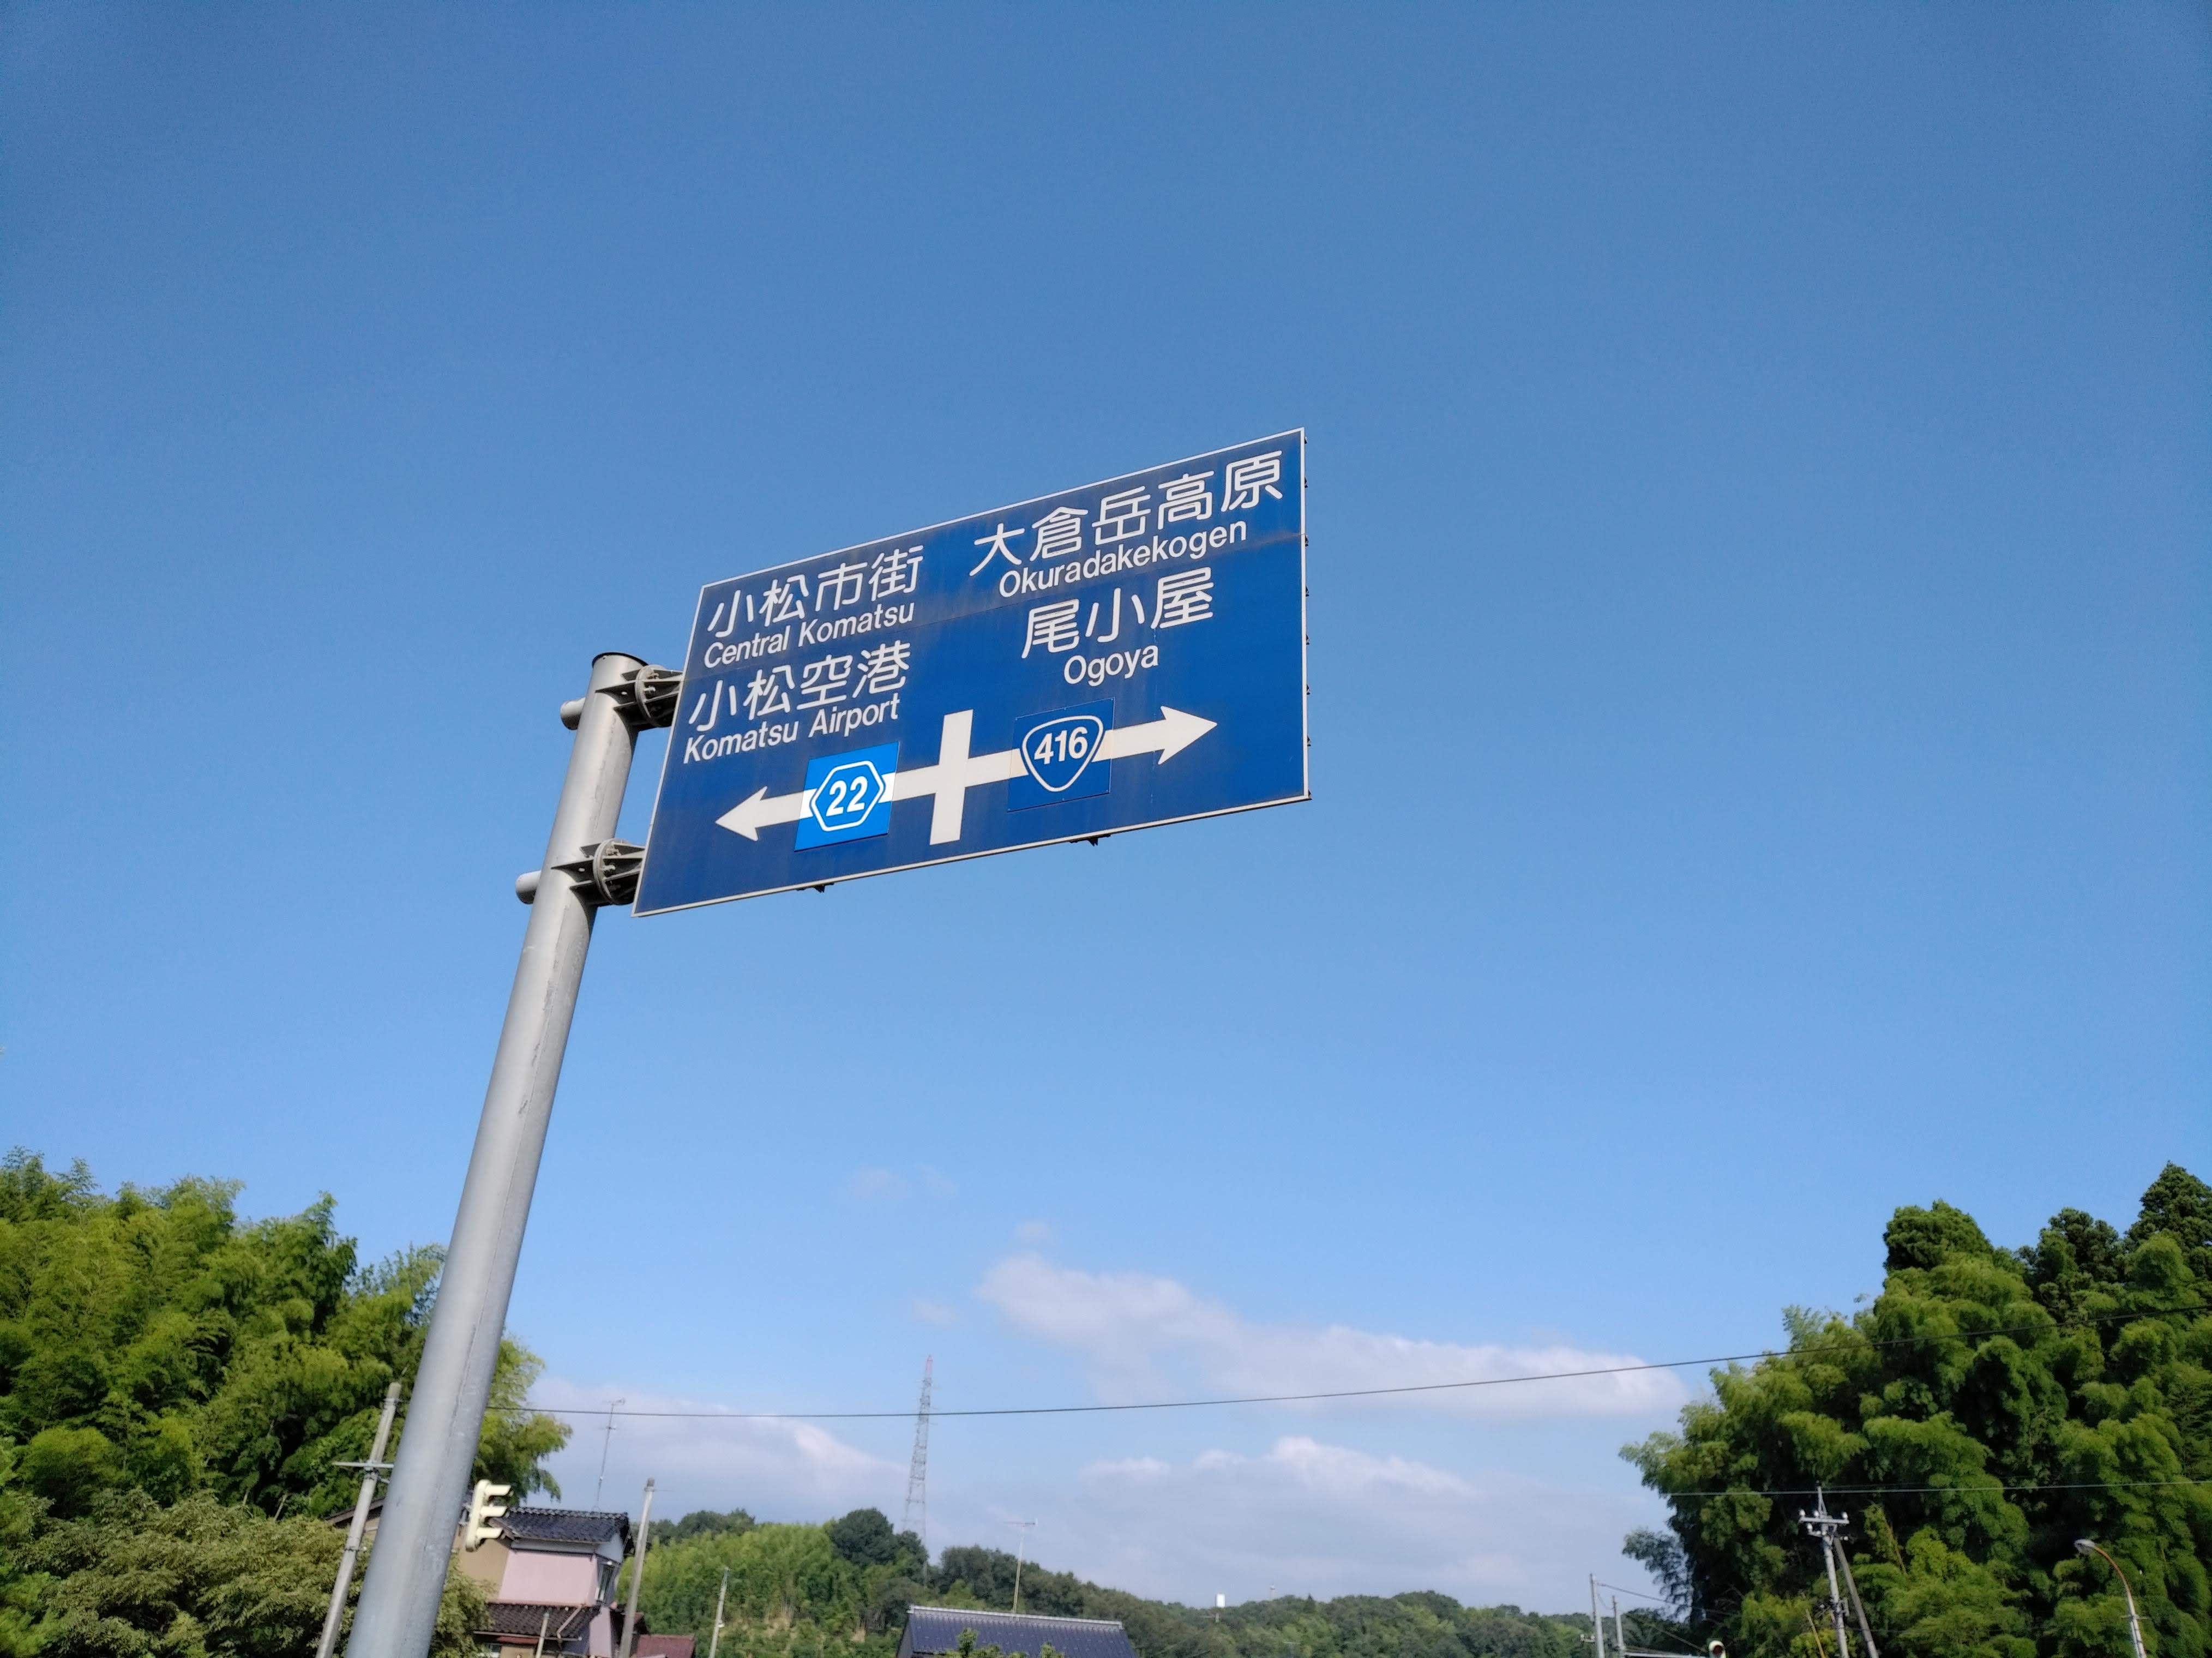 小松市街
Central Komatsu
小松空港
Komatsu Airport
22
大倉岳高原
Okuradakekogen
尾小屋
Ogoya
416